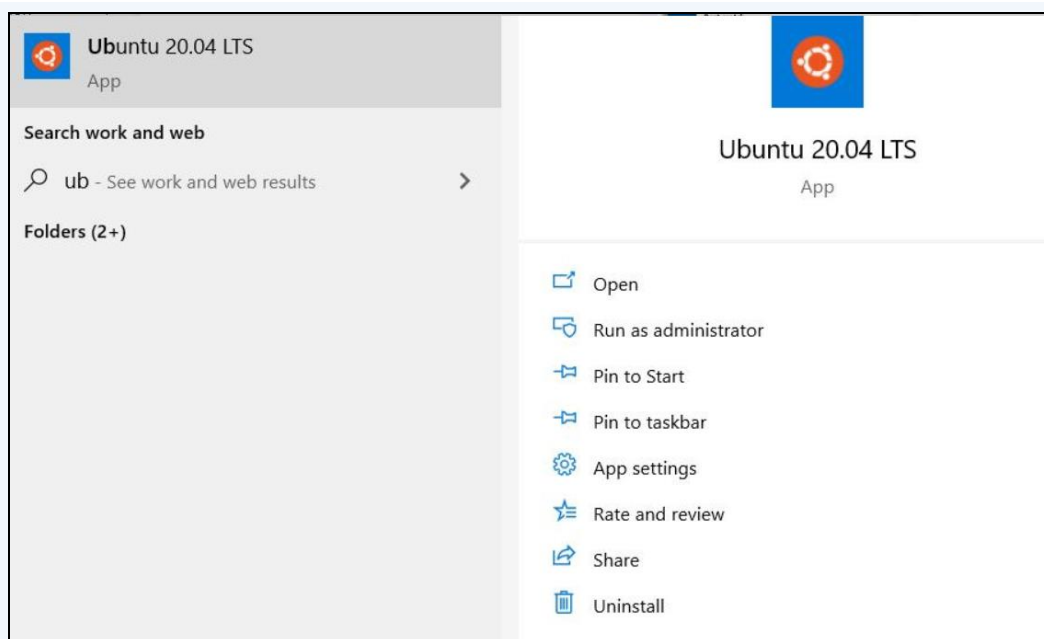 Ubuntu 20.04 LTS
App
Search work and web
ub - See work and web results
Folders (2+)
Ubuntu 20.04 LTS
App
Open
Run as administrator
Pin to Start
Pin to taskbar
App settings
Rate and review
Share
Uninstall